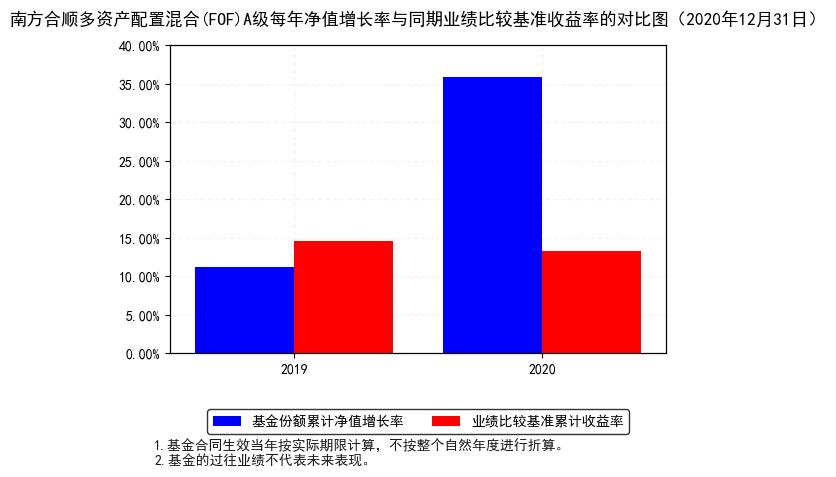 南方合顺多资产配置混合(FOF)A级每年净值增长率与同期业绩比较基准收益率的对比图（2020年12月31日）
40.00%
35.00%
30.00%
25.00%
20.00%
15.00%
10.00%
5.00%
0.00%
2019 2020
基金份额累计净值增长率 业绩比较基准累计收益率
1.基金合同生效当年按实际期限计算，不按整个自然年度进行折算。
2.基金的过往业绩不代表未来表现。